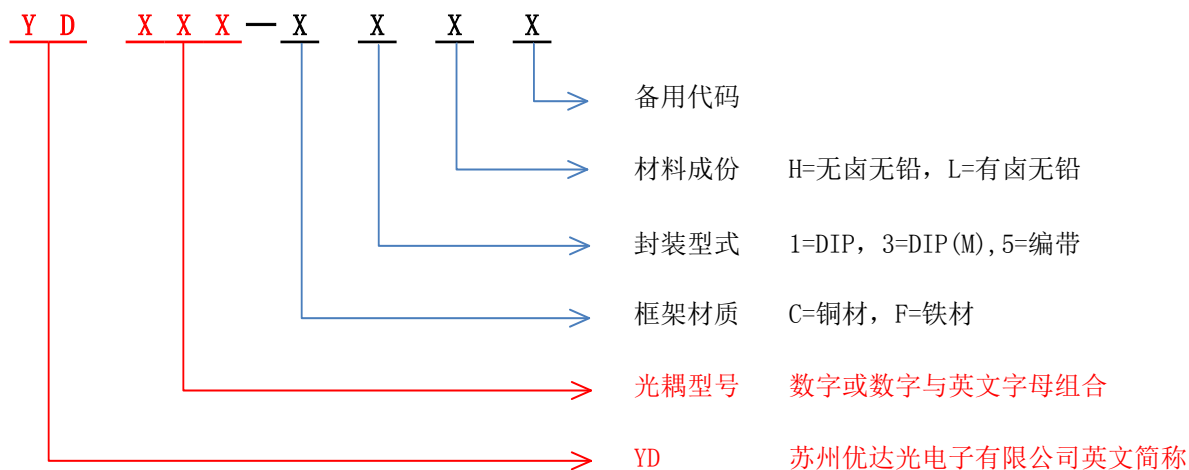 YD XXX—X X X X
备用代码
材料成份 H=无卤无铅，L=有卤无铅
封装型式 1=DIP，3=DIP(M),5=编带
框架材质 C=铜材，F=铁材
光耦型号 数字或数字与英文字母组合
YD 苏州优达光电子有限公司英文简称